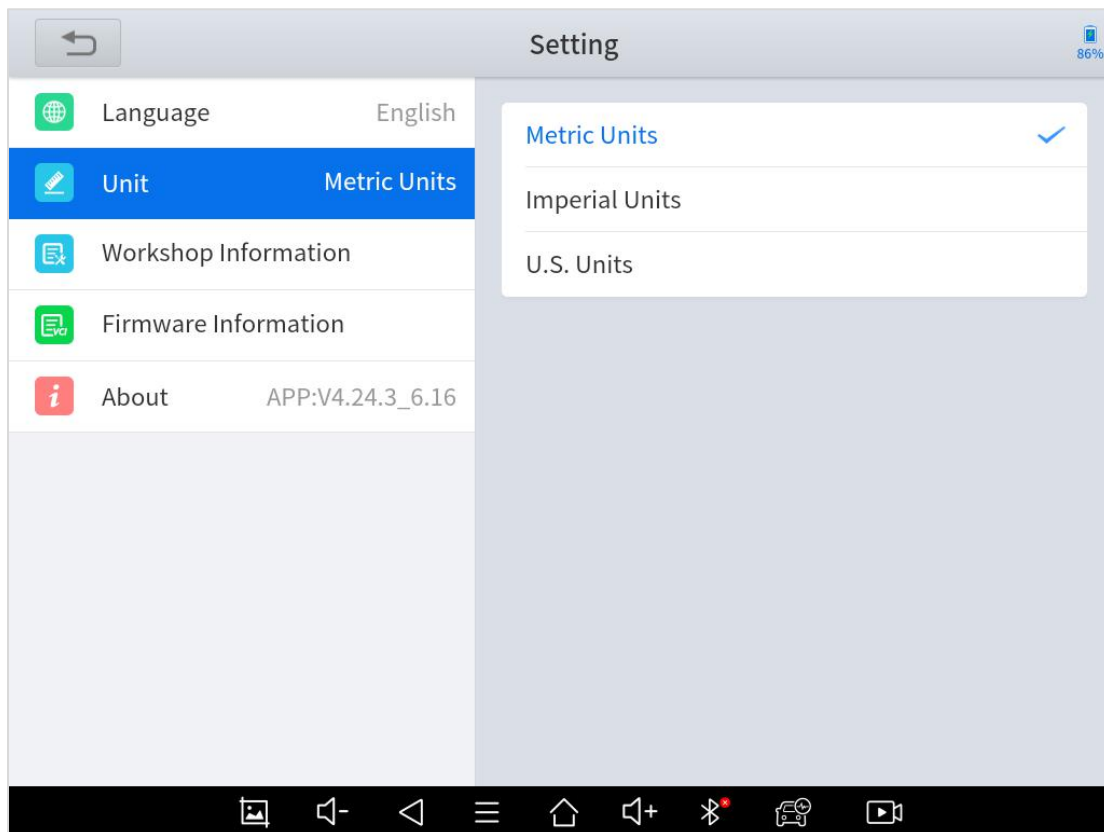 Setting
86%
Language English
Unit Metric Units
Workshop Information
VCI
Firmware Information
i
About APP:V4.24.3_6.16
Metric Units
Imperial Units
U.S. Units